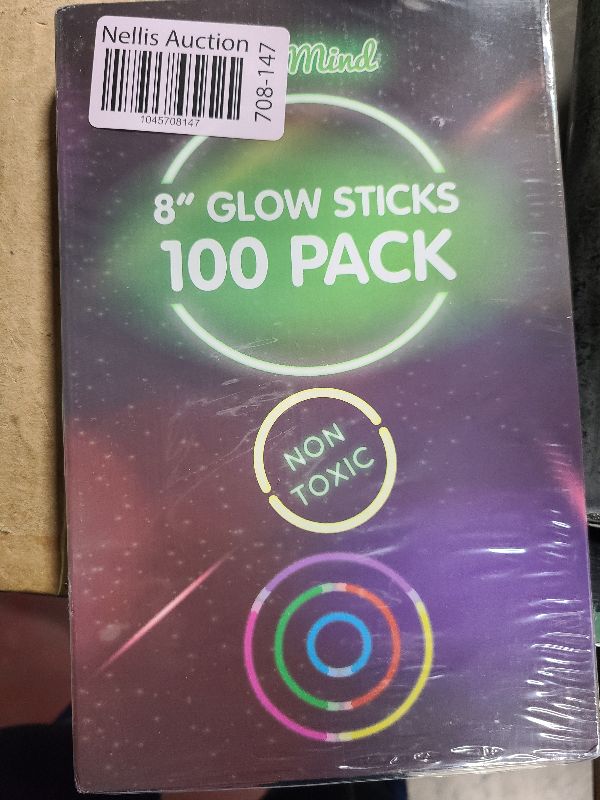 Nellis Auction
1045708147
708-147
Mind
8" GLOW STICKS
100 PACK
NON
TOXIC